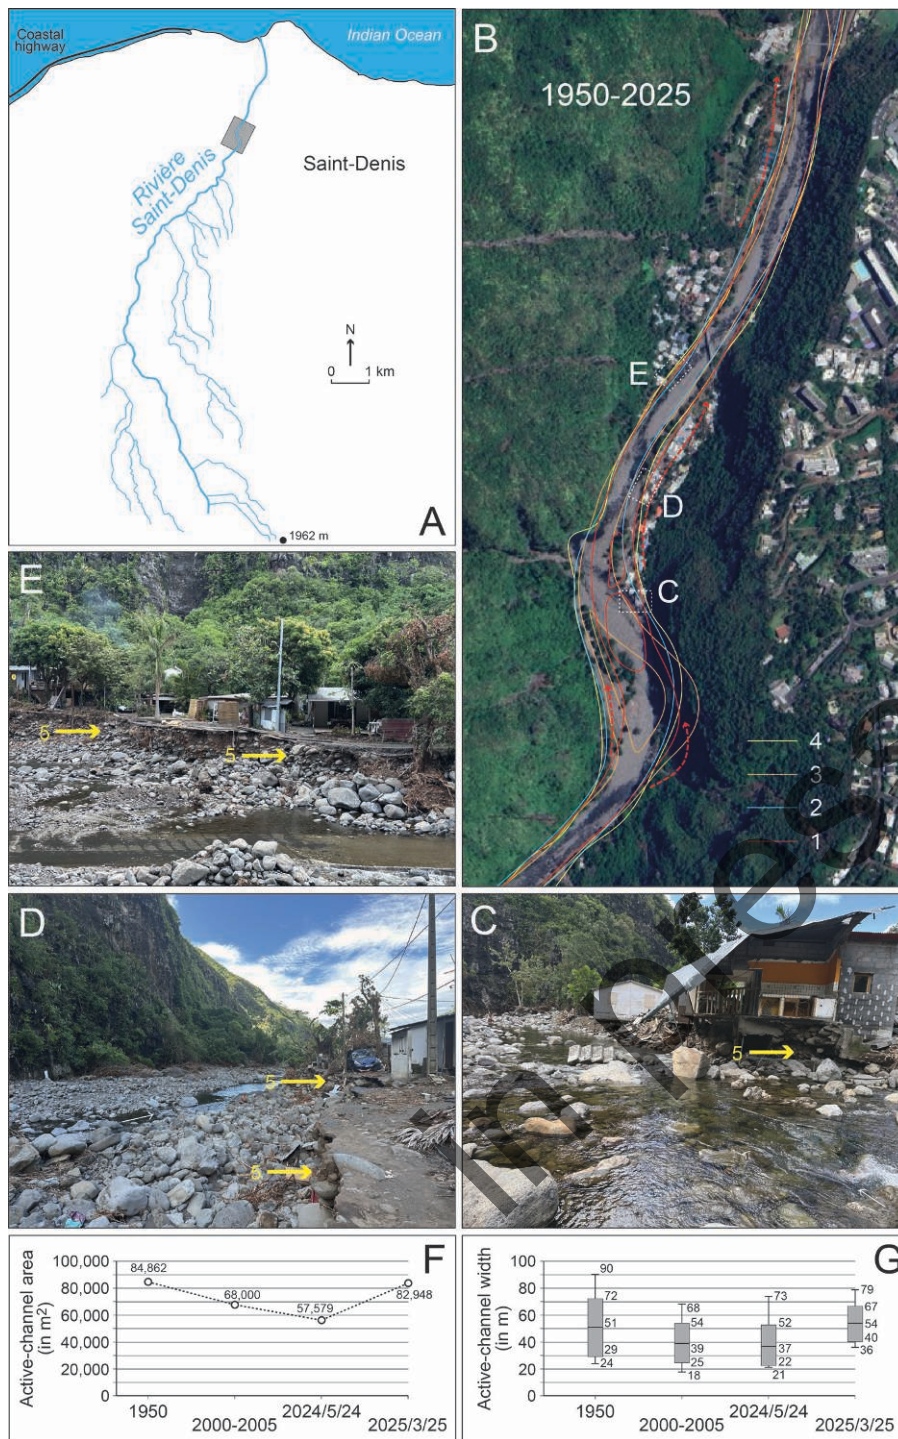 Coastal
highway
Indian Ocean
Rivière
Saint-Denis
Saint-Denis
N
0 1 km
1962 m
A
B
1950-2025
E
D
C
4
3
2
1
E
5
5
D
5
5
C
5
F
Active-channel area
(in m²)
100,000
80,000
60,000
40,000
20,000
0
84,862
68,000
57,579
82,948
1950
2000-2005
2024/5/24
2025/3/25
G
Active-channel width
(in m)
100
80
60
40
20
0
90
72
51
29
24
68
54
39
25
18
73
52
37
22
21
79
67
54
40
36
1950
2000-2005
2024/5/24
2025/3/25